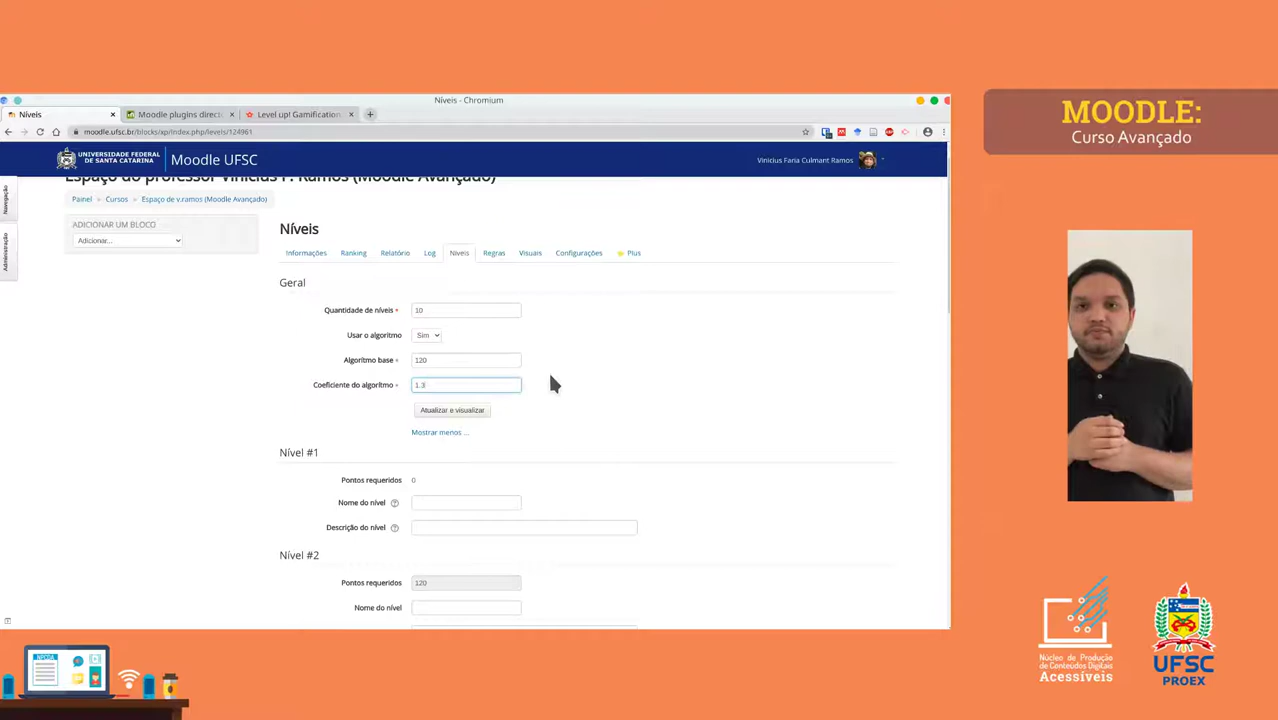 MOODLE:
Curso Avançado
Níveis - Chromium
Níveis
Moodle plugins direct
Level up! Gamification
moodle.ufsc.br/blocks/xp/index.php/levels/124961
UNIVERSIDADE FEDERAL
DE SANTA CATARINA
Moodle UFSC
Vinicius Faria Culmant Ramos
Espaço do professor Vinicius F. Ramos (Moodle Avançado)
Navegação
Administração
Painel » Cursos » Espaço de v.ramos (Moodle Avançado)
ADICIONAR UM BLOCO
Adicionar...
Níveis
Informações Ranking Relatório Log Níveis Regras Visuais Configurações Plus
Geral
Quantidade de níveis * 10
Usar o algoritmo Sim
Algoritmo base * 120
Coeficiente do algoritmo * 1.3
Atualizar e visualizar
Mostrar menos ...
Nível #1
Pontos requeridos 0
Nome do nível
Descrição do nível
Nível #2
Pontos requeridos 120
Nome do nível
NPCDA
Núcleo de Produção
de Conteúdos Digitais
Acessíveis
UFSC
PROEX